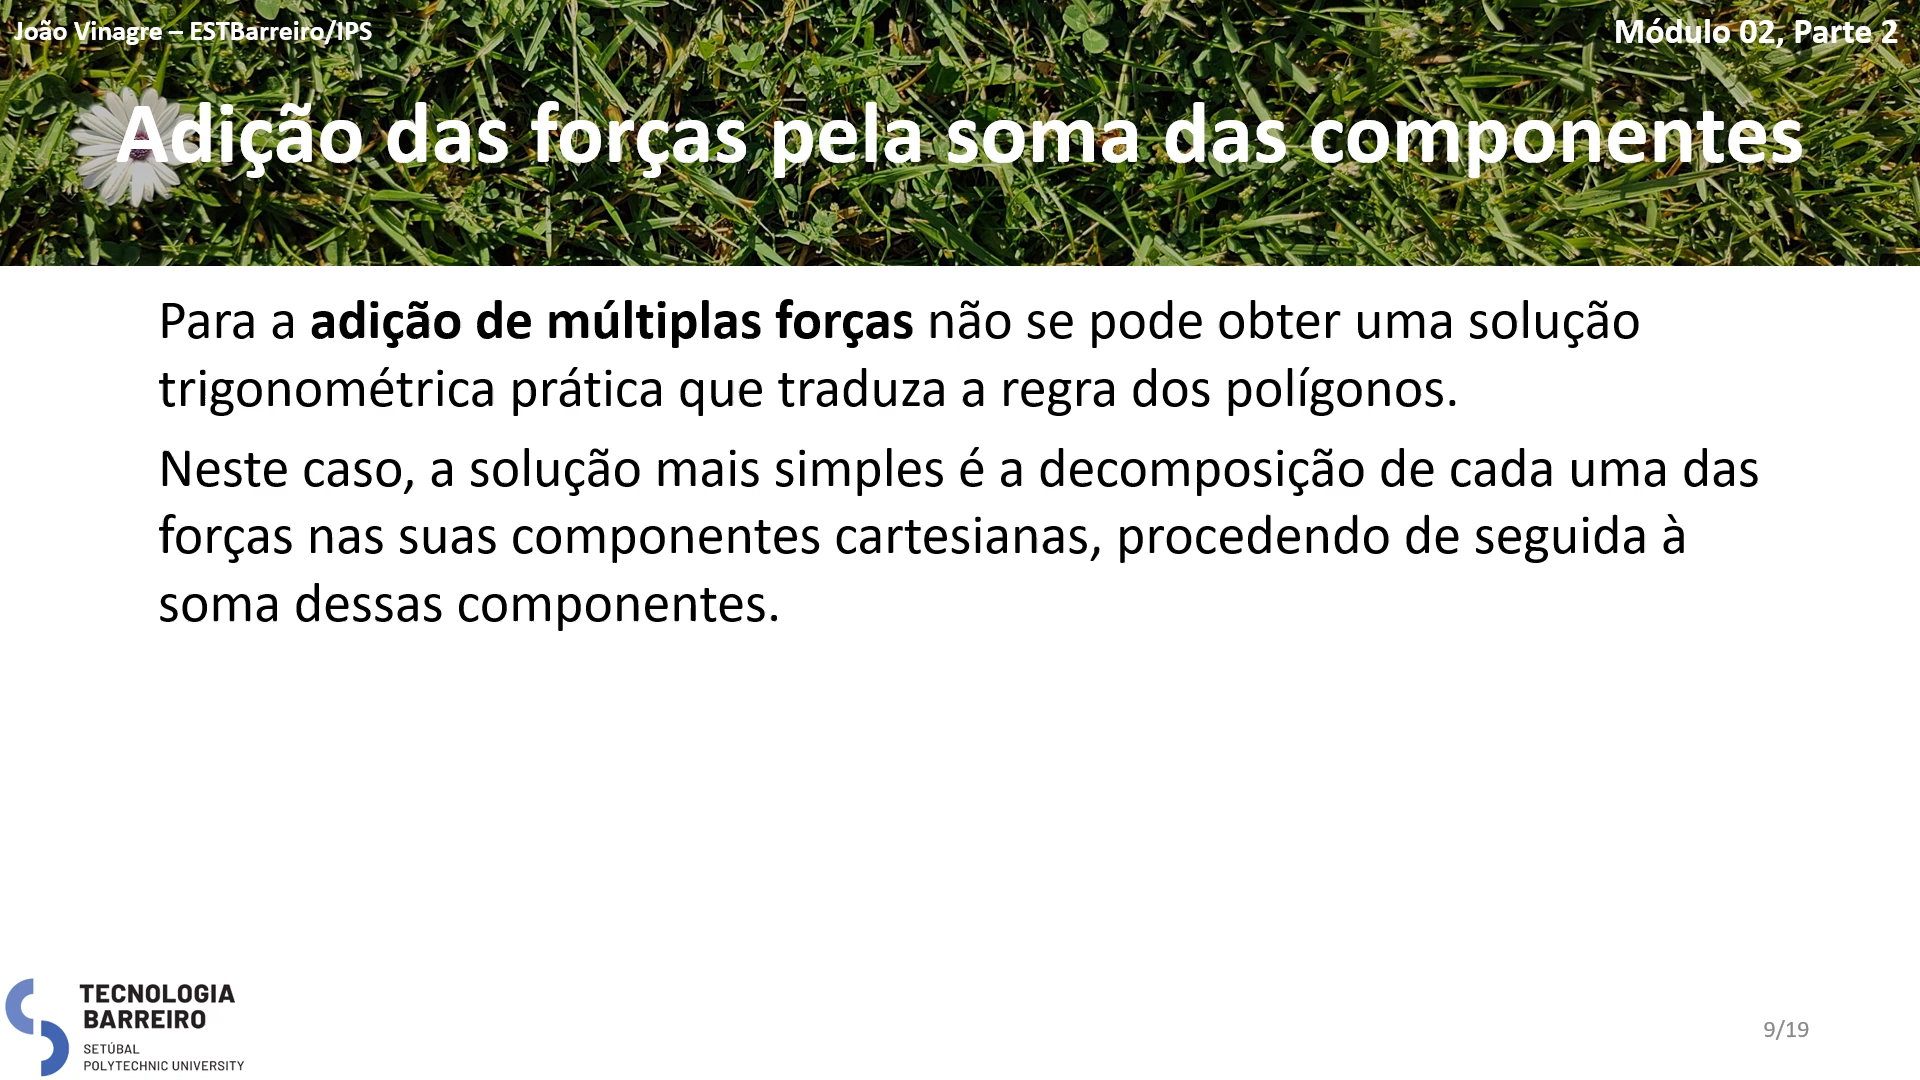 João Vinagre – ESTBarreiro/IPS
Módulo 02, Parte 2
Adição das forças pela soma das componentes
Para a adição de múltiplas forças não se pode obter uma solução
trigonométrica prática que traduza a regra dos polígonos.
Neste caso, a solução mais simples é a decomposição de cada uma das
forças nas suas componentes cartesianas, procedendo de seguida à
soma dessas componentes.
TECNOLOGIA
BARREIRO
SETÚBAL
POLYTECHNIC UNIVERSITY
9/19